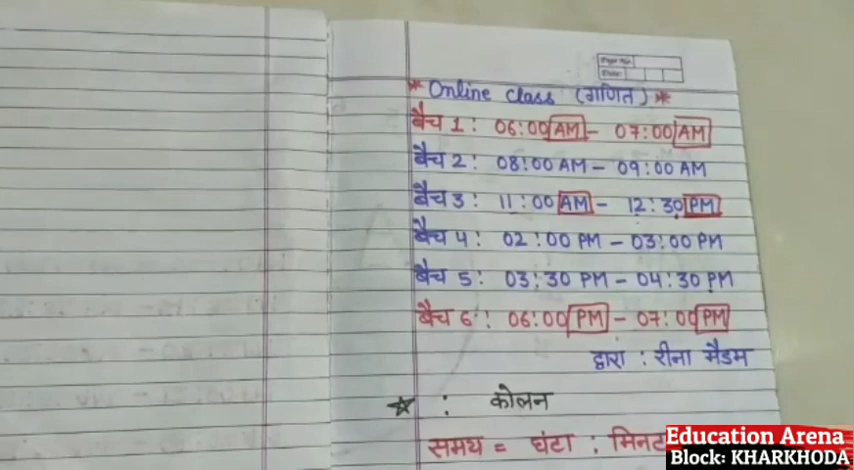 Page No.
Date:
* Online class (गणित) *
बैच 1 : 06:00 AM - 07:00 AM
बैच 2 : 08:00 AM - 09:00 AM
बैच 3 : 11:00 AM - 12:30 PM
बैच 4 : 02:00 PM - 03:00 PM
बैच 5 : 03:30 PM - 04:30 PM
बैच 6 : 06:00 PM - 07:00 PM
द्वारा : रीना मैडम
☆ : कोलन
समय = घंटा : मिनट
Education Arena
Block: KHARKHODA